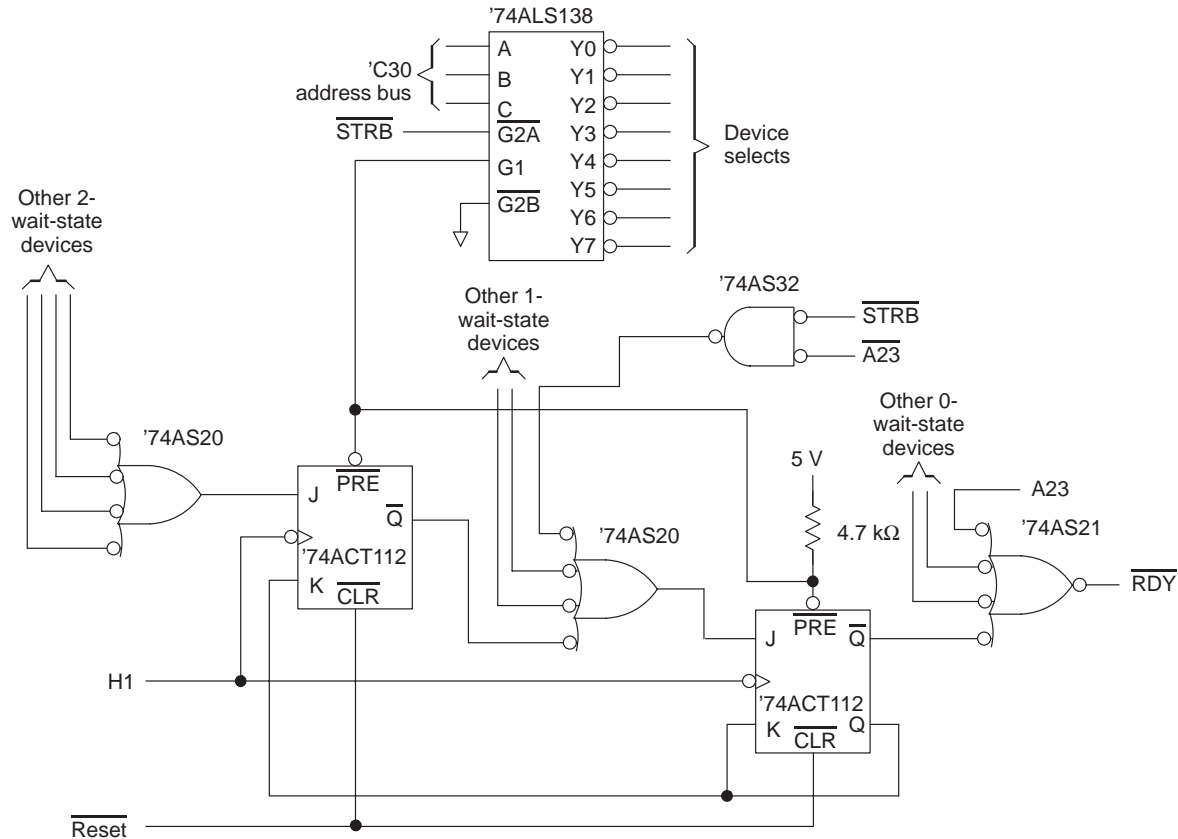 '74ALS138
'C30
address bus
A
B
C
G2A
G1
G2B
Y0
Y1
Y2
Y3
Y4
Y5
Y6
Y7
STRB
Device
selects
Other 2-
wait-state
devices
'74AS32
STRB
A23
Other 1-
wait-state
devices
Other 0-
wait-state
devices
'74AS20
5 V
4.7 kΩ
A23
'74AS21
RDY
J
PRE
Q
'74ACT112
K
CLR
'74AS20
J
PRE
Q
'74ACT112
K
Q
CLR
H1
Reset